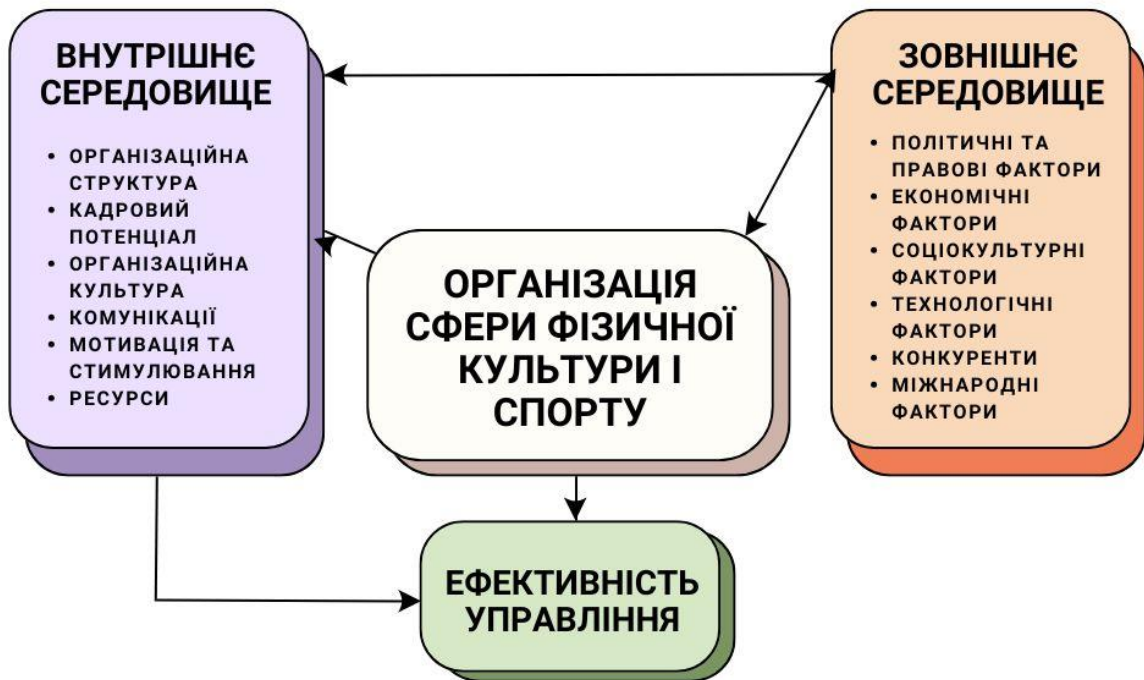 ВНУТРІШНЄ
СЕРЕДОВИЩЕ
• ОРГАНІЗАЦІЙНА
СТРУКТУРА
• КАДРОВИЙ
ПОТЕНЦІАЛ
• ОРГАНІЗАЦІЙНА
КУЛЬТУРА
• КОМУНІКАЦІЇ
• МОТИВАЦІЯ ТА
СТИМУЛЮВАННЯ
• РЕСУРСИ
ОРГАНІЗАЦІЯ
СФЕРИ ФІЗИЧНОЇ
КУЛЬТУРИ І
СПОРТУ
ЗОВНІШНЄ
СЕРЕДОВИЩЕ
• ПОЛІТИЧНІ ТА
ПРАВОВІ ФАКТОРИ
• ЕКОНОМІЧНІ
ФАКТОРИ
• СОЦІОКУЛЬТУРНІ
ФАКТОРИ
• ТЕХНОЛОГІЧНІ
ФАКТОРИ
• КОНКУРЕНТИ
• МІЖНАРОДНІ
ФАКТОРИ
ЕФЕКТИВНІСТЬ
УПРАВЛІННЯ